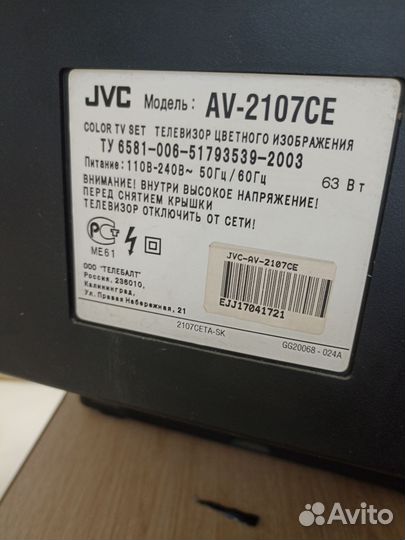 JVC Модель: AV-2107CE
COLOR TV SET ТЕЛЕВИЗОР ЦВЕТНОГО ИЗОБРАЖЕНИЯ
ТУ 6581-006-51793539-2003
Питание: 110В-240В~ 50Гц/60Гц 63 Вт
ВНИМАНИЕ! ВНУТРИ ВЫСОКОЕ НАПРЯЖЕНИЕ!
ПЕРЕД СНЯТИЕМ КРЫШКИ
ТЕЛЕВИЗОР ОТКЛЮЧИТЬ ОТ СЕТИ!
МЕ61
ООО "ТЕЛЕБАЛТ"
Россия, 236010,
Калининград,
Ул. Правая Набережная, 21
JVC-AV-2107CE
EJJ17041721
2107CETA-SK
GG20068-024A
Avito